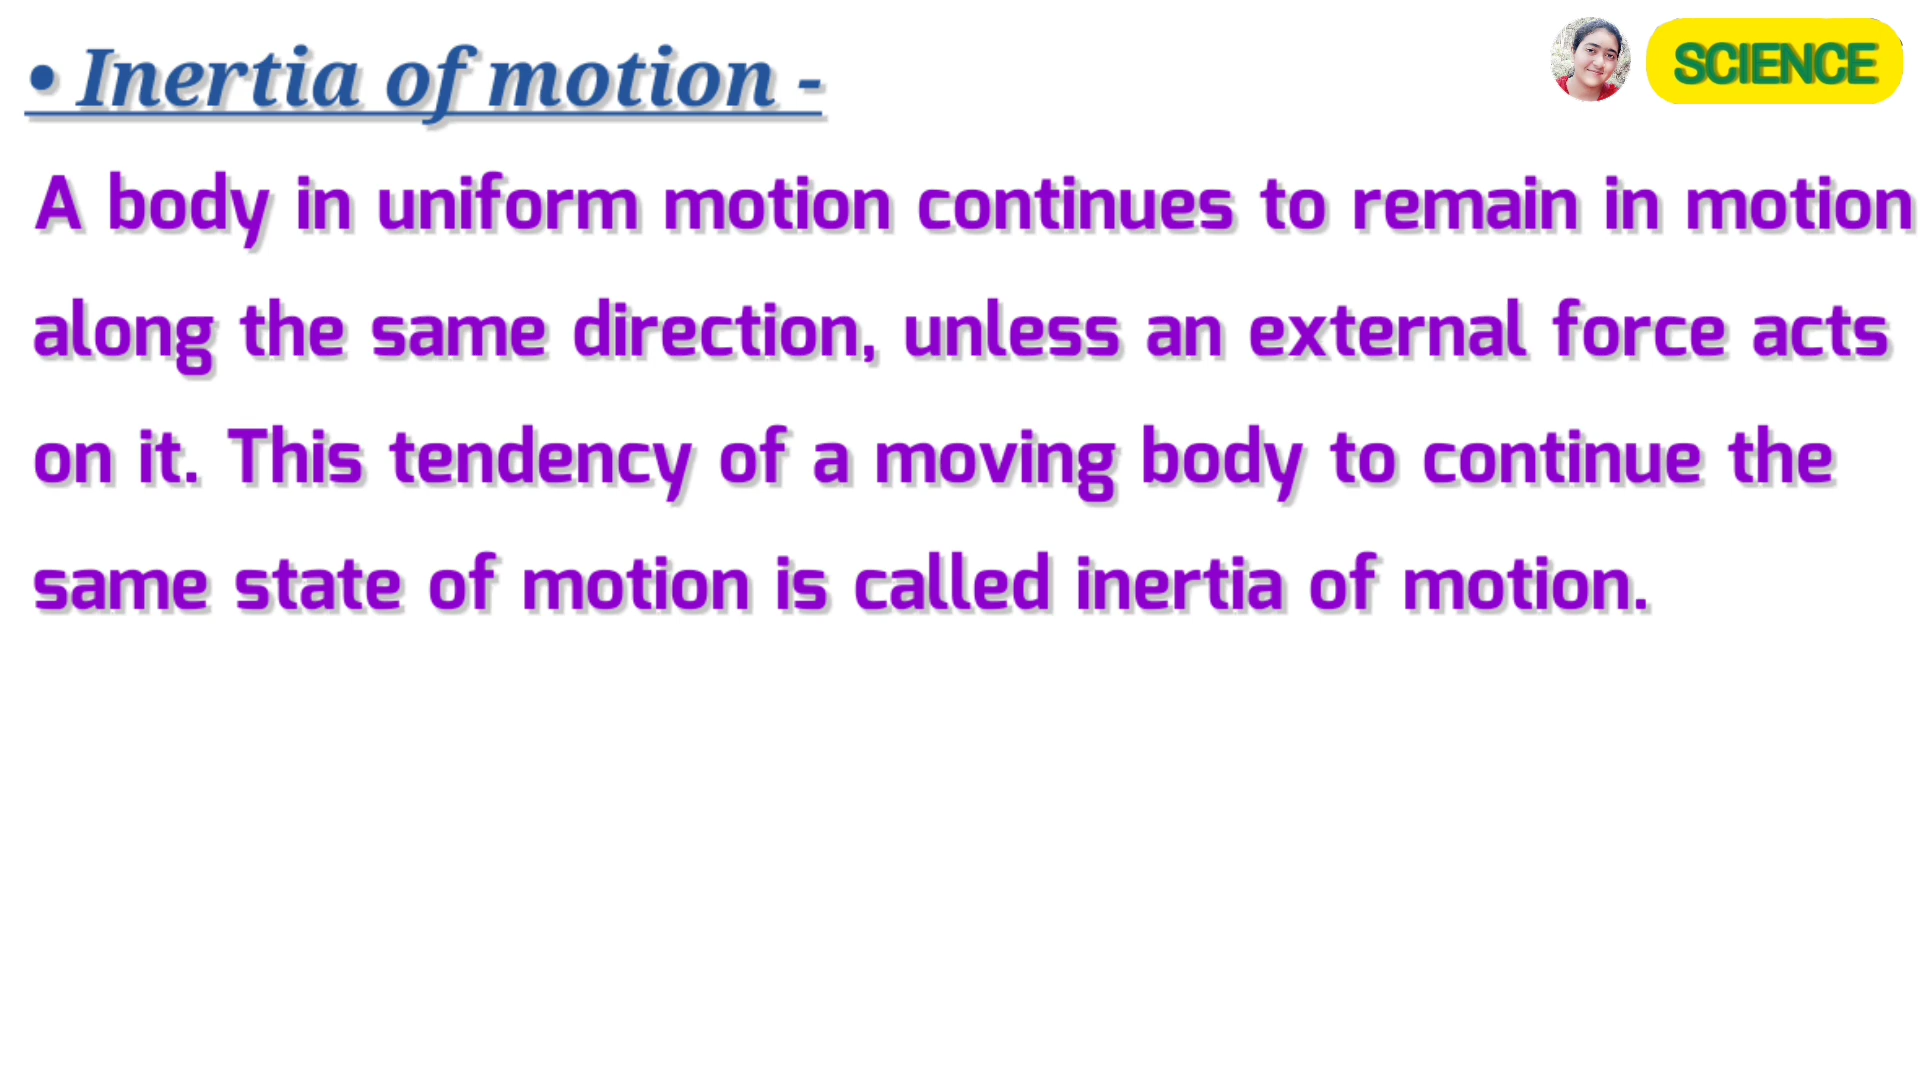 • Inertia of motion -
SCIENCE
A body in uniform motion continues to remain in motion
along the same direction, unless an external force acts
on it. This tendency of a moving body to continue the
same state of motion is called inertia of motion.